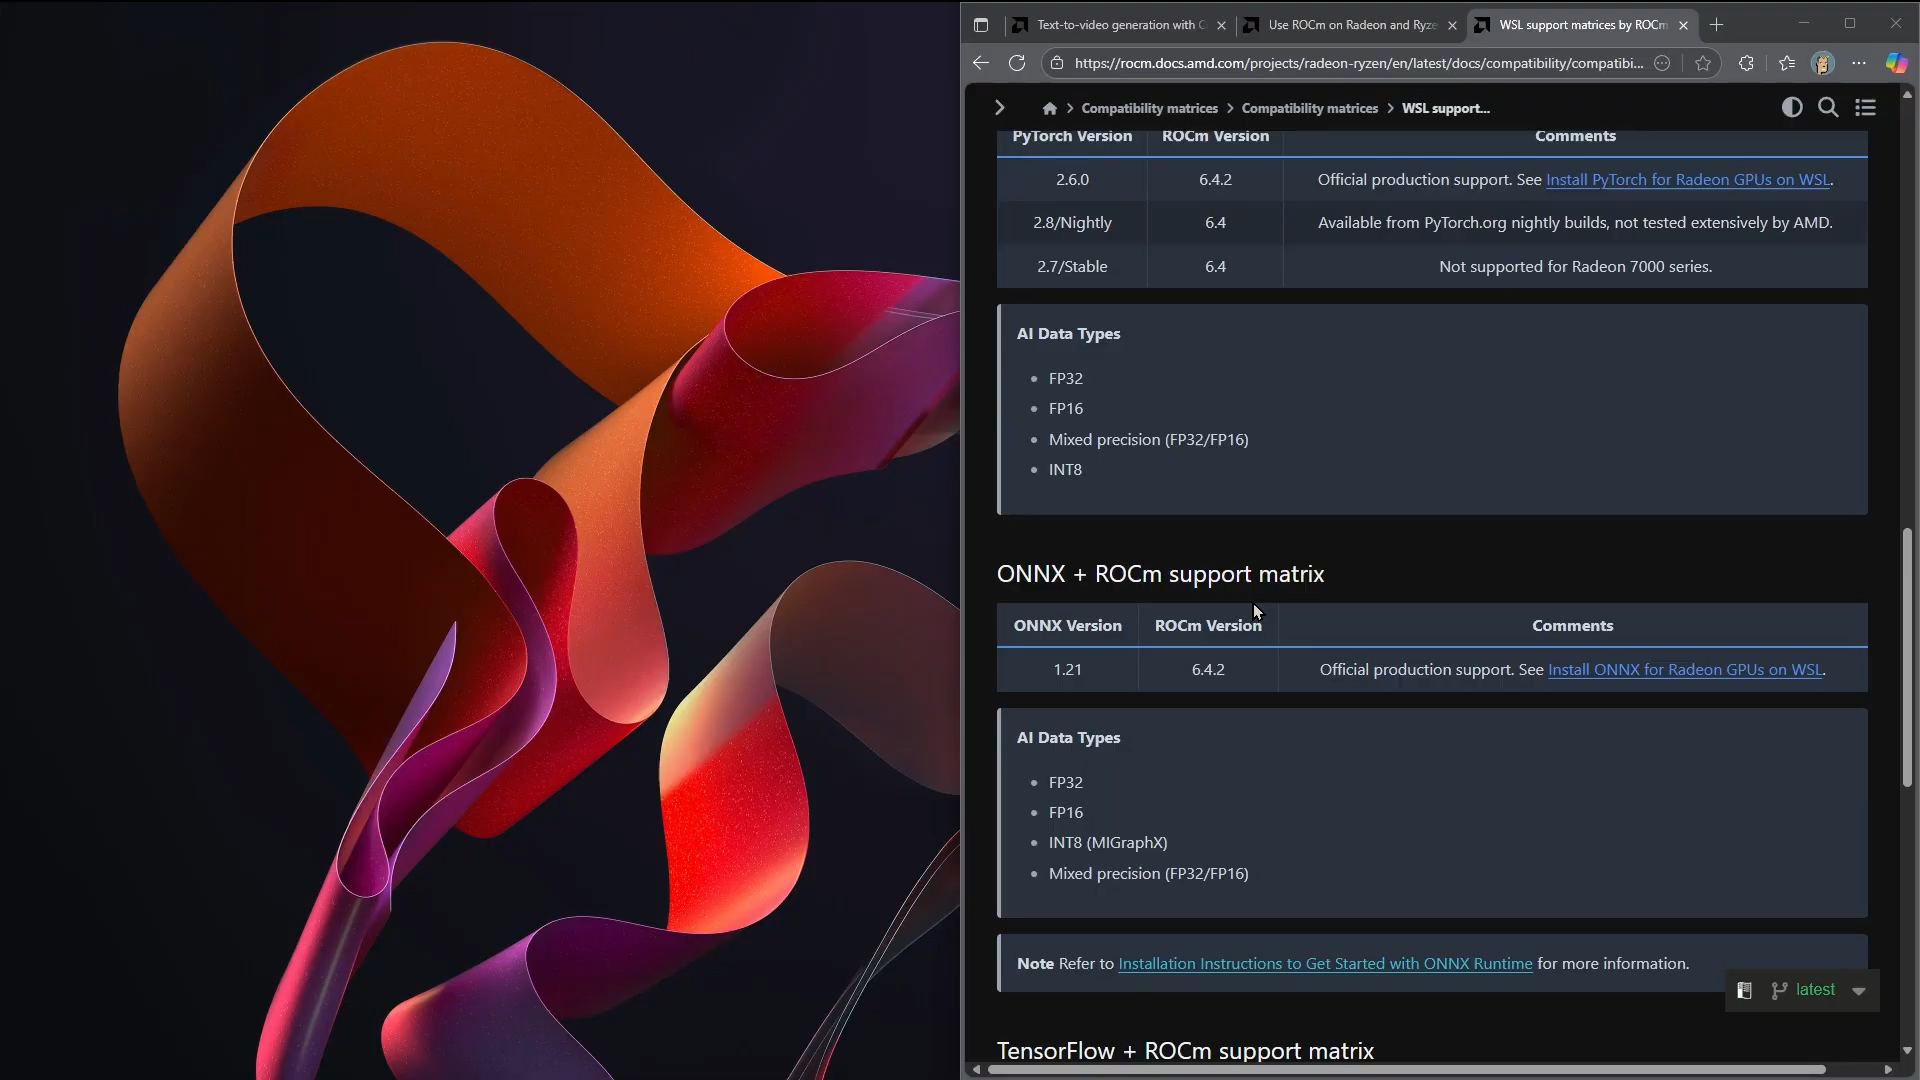 Text-to-video generation with C
Use ROCm on Radeon and Ryze
WSL support matrices by ROCm
https://rocm.docs.amd.com/projects/radeon-ryzen/en/latest/docs/compatibility/compatibi...
Compatibility matrices > Compatibility matrices > WSL support...
PyTorch Version ROCm Version Comments
2.6.0 6.4.2 Official production support. See Install PyTorch for Radeon GPUs on WSL.
2.8/Nightly 6.4 Available from PyTorch.org nightly builds, not tested extensively by AMD.
2.7/Stable 6.4 Not supported for Radeon 7000 series.
AI Data Types
FP32
FP16
Mixed precision (FP32/FP16)
INT8
ONNX + ROCm support matrix
ONNX Version ROCm Version Comments
1.21 6.4.2 Official production support. See Install ONNX for Radeon GPUs on WSL.
AI Data Types
FP32
FP16
INT8 (MIGraphX)
Mixed precision (FP32/FP16)
Note Refer to Installation Instructions to Get Started with ONNX Runtime for more information.
latest
TensorFlow + ROCm support matrix